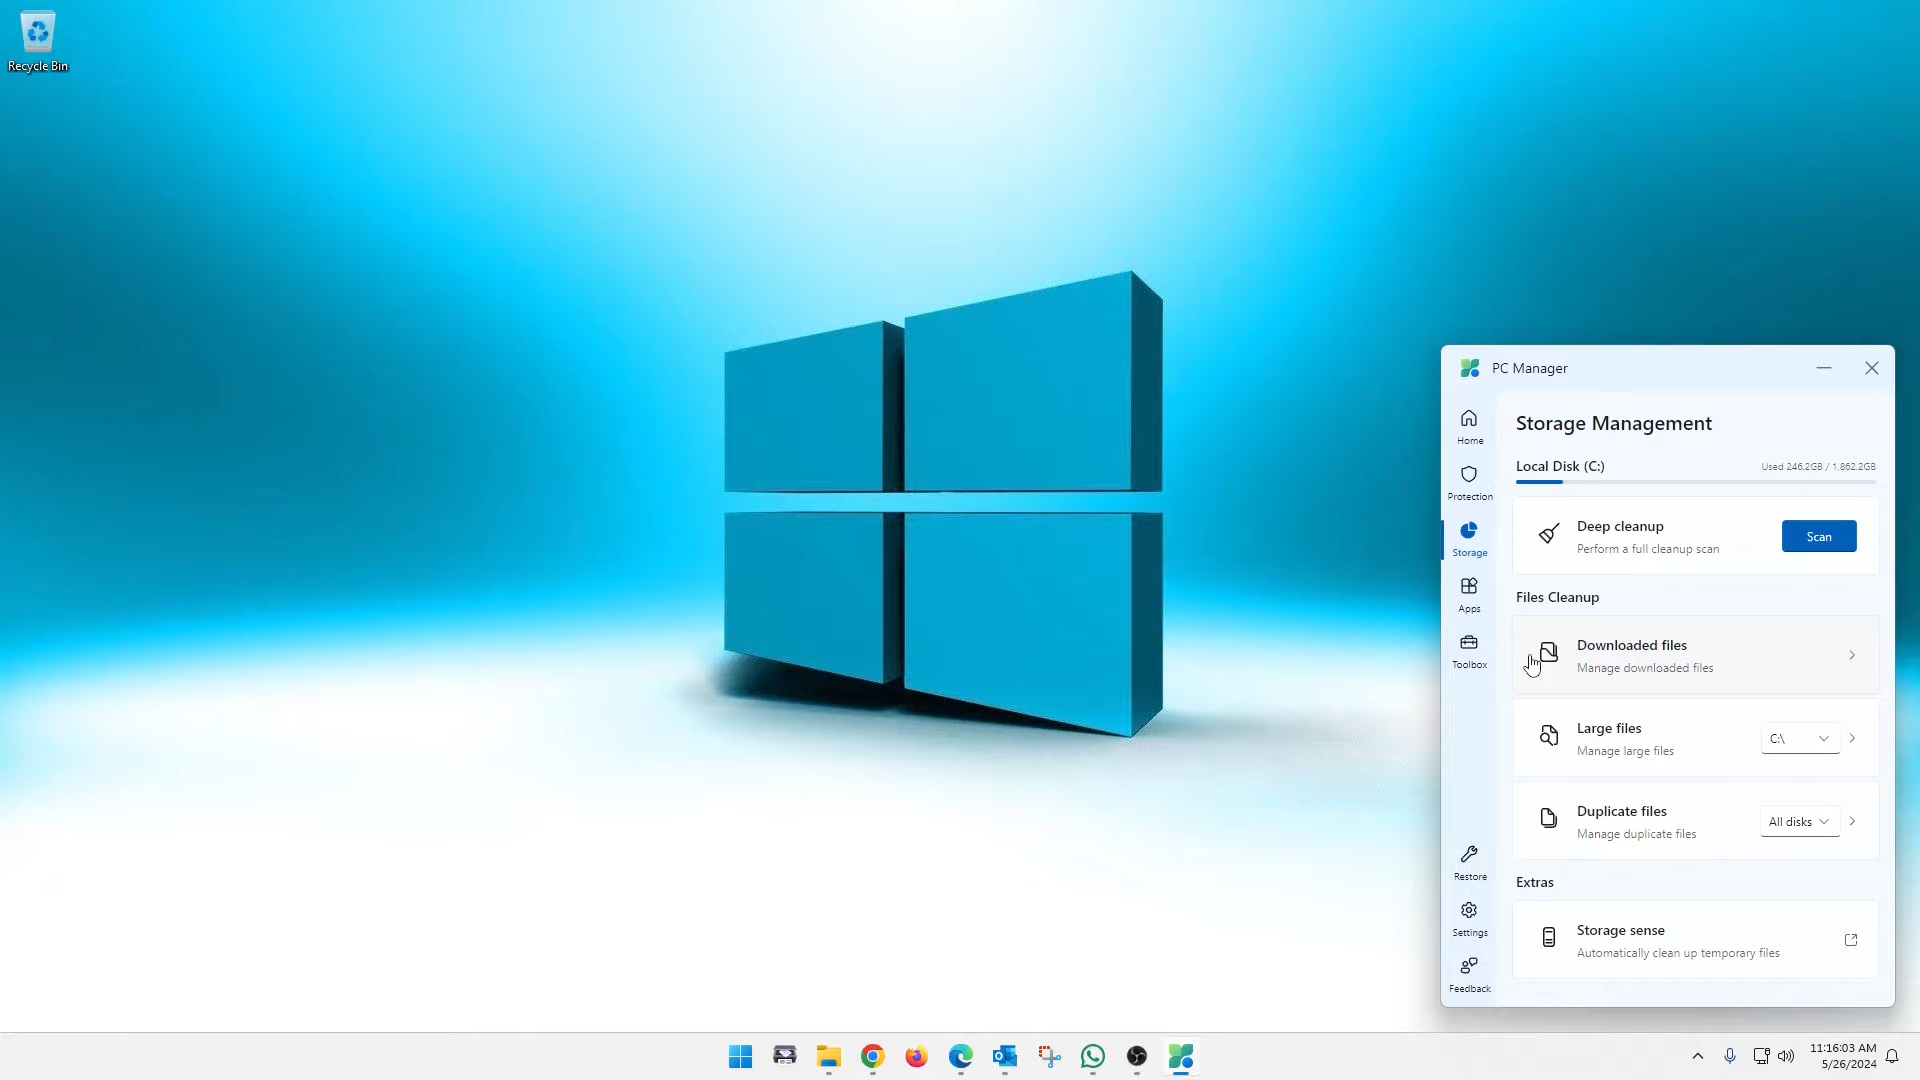 Recycle Bin
PC Manager
Home
Protection
Storage
Apps
Toolbox
Restore
Settings
Feedback
Storage Management
Local Disk (C:)
Used 246.2GB / 1,862.2GB
Deep cleanup
Perform a full cleanup scan
Scan
Files Cleanup
Downloaded files
Manage downloaded files
Large files
Manage large files
C:\
Duplicate files
Manage duplicate files
All disks
Extras
Storage sense
Automatically clean up temporary files
11:16:03 AM
5/26/2024